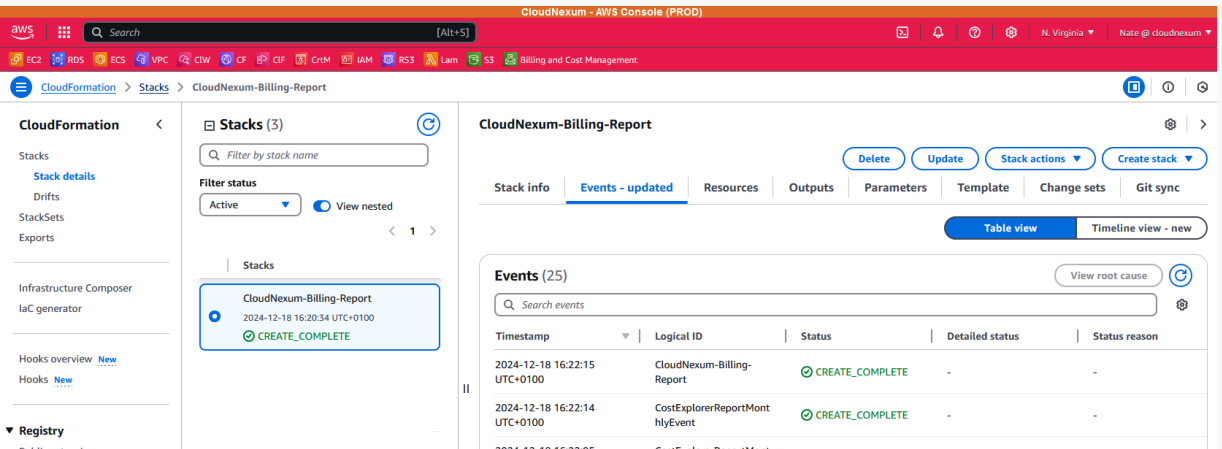 CloudNexum - AWS Console (PROD)
aws Search [Alt+S] N. Virginia ▼ Nate @ cloudnexum ▼
EC2 RDS ECS VPC CIW CF CIF CrtM IAM RS3 Lam S3 Billing and Cost Management
CloudFormation > Stacks > CloudNexum-Billing-Report
CloudFormation
Stacks
Stack details
Drifts
StackSets
Exports
Infrastructure Composer
IaC generator
Hooks overview New
Hooks New
Registry
Stacks (3)
Filter by stack name
Filter status
Active
View nested
1
Stacks
CloudNexum-Billing-Report
2024-12-18 16:20:34 UTC+0100
CREATE_COMPLETE
CloudNexum-Billing-Report
Delete Update Stack actions ▼ Create stack ▼
Stack info Events - updated Resources Outputs Parameters Template Change sets Git sync
Table view Timeline view - new
Events (25) View root cause
Search events
Timestamp Logical ID Status Detailed status Status reason
2024-12-18 16:22:15 CloudNexum-Billing-
UTC+0100 Report CREATE_COMPLETE - -
2024-12-18 16:22:14 CostExplorerReportMont
UTC+0100 hlyEvent CREATE_COMPLETE - -